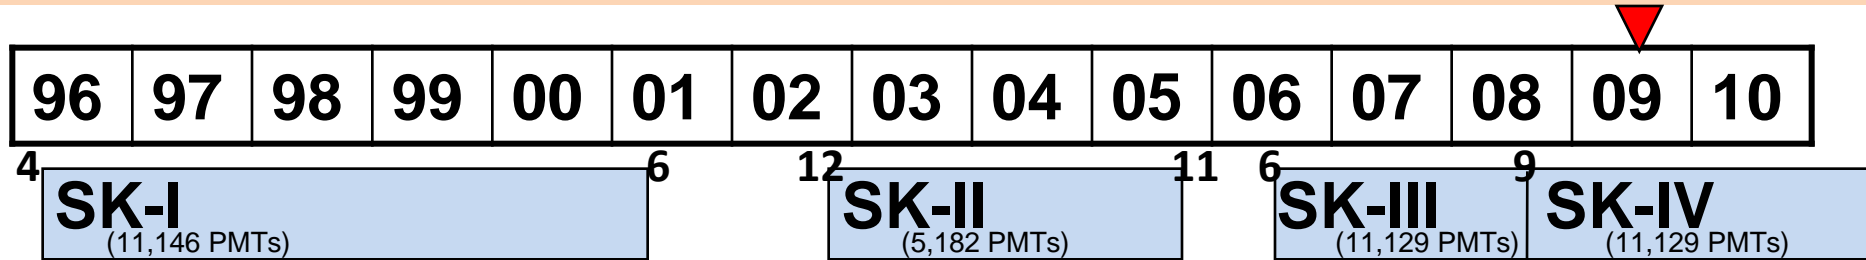 96 97 98 99 00 01 02 03 04 05 06 07 08 09 10
4 6 12 11 6 9
SK-I SK-II SK-III SK-IV
(11,146 PMTs) (5,182 PMTs) (11,129 PMTs) (11,129 PMTs)